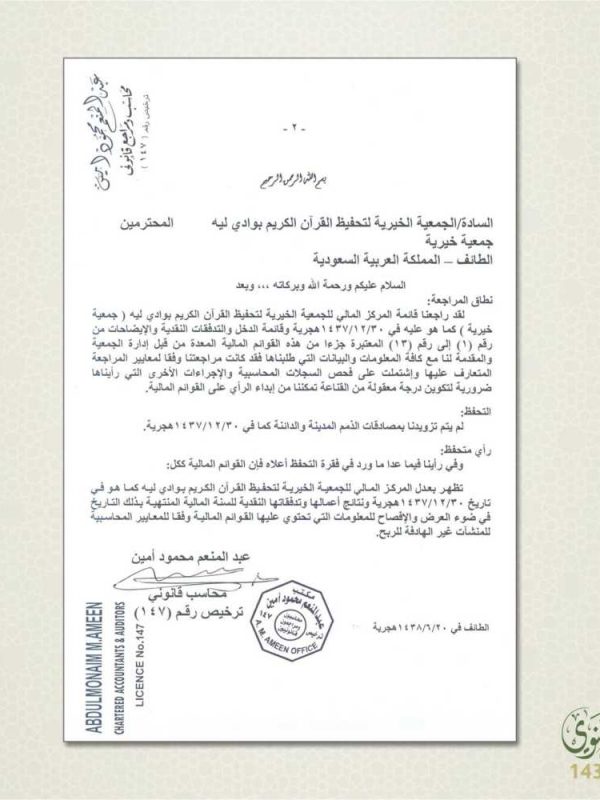 عبد المنعم محمود امين
محاسب ومراجع قانوني
ترخيص رقم (١٤٧)
- ٢ -
بسم الله الرحمن الرحيم
السادة/الجمعية الخيرية لتحفيظ القرآن الكريم بوادي ليه المحترمين
جمعية خيرية
الطائف – المملكة العربية السعودية
السلام عليكم ورحمة الله وبركاته ،،، وبعد
نطاق المراجعة:
لقد راجعنا قائمة المركز المالي للجمعية الخيرية لتحفيظ القرآن الكريم بوادي ليه ( جمعية
خيرية ) كما هو عليه في ١٤٣٧/١٢/٣٠هجرية وقائمة الدخل والتدفقات النقدية والإيضاحات من
رقم (١) إلى رقم (١٣) المعتبرة جزءا من هذه القوائم المالية المعدة من قبل إدارة الجمعية
والمقدمة لنا مع كافة المعلومات والبيانات التي طلبناها فقد كانت مراجعتنا وفقا لمعايير المراجعة
المتعارف عليها وإشتملت على فحص السجلات المحاسبية والإجراءات الأخرى التي رأيناها
ضرورية لتكوين درجة معقولة من القناعة تمكننا من إبداء الرأي على القوائم المالية.
التحفظ:
لم يتم تزويدنا بمصادقات الذمم المدينة والدائنة كما في ١٤٣٧/١٢/٣٠هجرية.
رأي متحفظ:
وفي رأينا فيما عدا ما ورد في فقرة التحفظ أعلاه فإن القوائم المالية ككل:
تظهر بعدل المركز المالي للجمعية الخيرية لتحفيظ القرآن الكريم بوادي ليه كما هو في
تاريخ ١٤٣٧/١٢/٣٠هجرية ونتائج أعمالها وتدفقاتها النقدية للسنة المالية المنتهية بذلك التاريخ
في ضوء العرض والإفصاح للمعلومات التي تحتوي عليها القوائم المالية وفقا للمعايير المحاسبية
للمنشآت غير الهادفة للربح.
عبد المنعم محمود أمين
محاسب قانوني
ترخيص رقم (١٤٧)
مكتب
عبدالمنعم محمود أمين
محاسبون
ومراجعون
قانونيون
ترخيص ١٤٧
A. M. AMEEN OFFICE
الطائف في ١٤٣٨/٦/٢٠هجرية
ABDULMONAIM M.AMEEN
CHARTERED ACCOUNTANTS & AUDITORS
LICENCE No.147
143